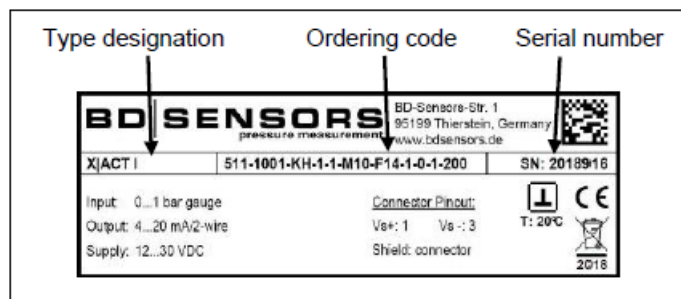 Type designation Ordering code Serial number
BD SENSORS
pressure measurement
BD-Sensors-Str. 1
95199 Thierstein, Germany
www.bdsensors.de
X|ACT i 511-1001-KH-1-1-M10-F14-1-0-1-200 SN: 2018916
Input: 0...1 bar gauge
Output: 4...20 mA/2-wire
Supply: 12...30 VDC
Connector Pinout:
Vs+: 1 Vs -: 3
Shield: connector
T: 20°C
CE
2018